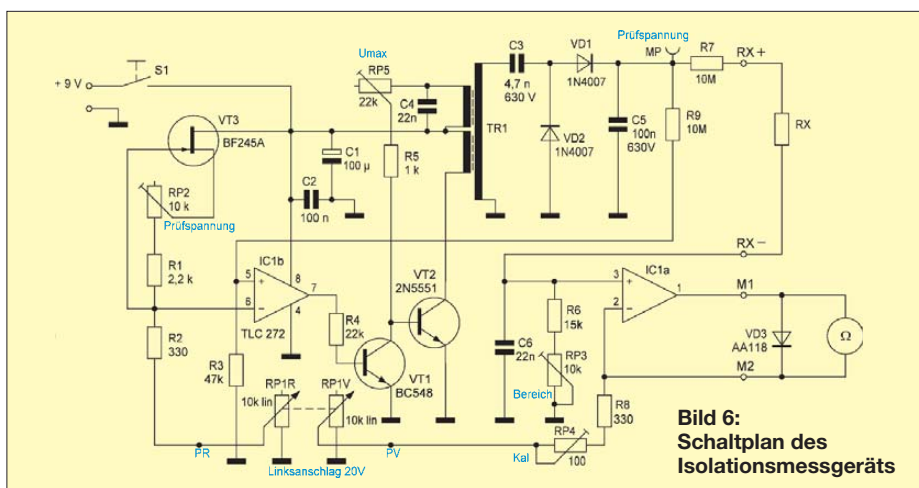 + 9 V
S1
VT3
BF245A
RP2
10 k
Prüfspannung
R1
2,2 k
R2
330
C1
100 µ
C2
100 n
Umax
RP5
22k
C4
22n
R5
1 k
TR1
C3
4,7 n
630 V
VD1
1N4007
VD2
1N4007
C5
100n
630V
Prüfspannung
MP
R7
10M
R9
10M
RX+
RX
RX−
5
+
IC1b
8
7
6
−
4
TLC 272
R3
47k
R4
22k
VT1
BC548
VT2
2N5551
RP1R
10k lin
RP1V
10k lin
PR
Linksanschlag 20V
PV
C6
22n
R6
15k
RP3
10k
Bereich
3
+
IC1a
1
2
−
M1
VD3
AA118
Ω
M2
R8
330
RP4
100
Kal
Bild 6:
Schaltplan des
Isolationsmessgeräts